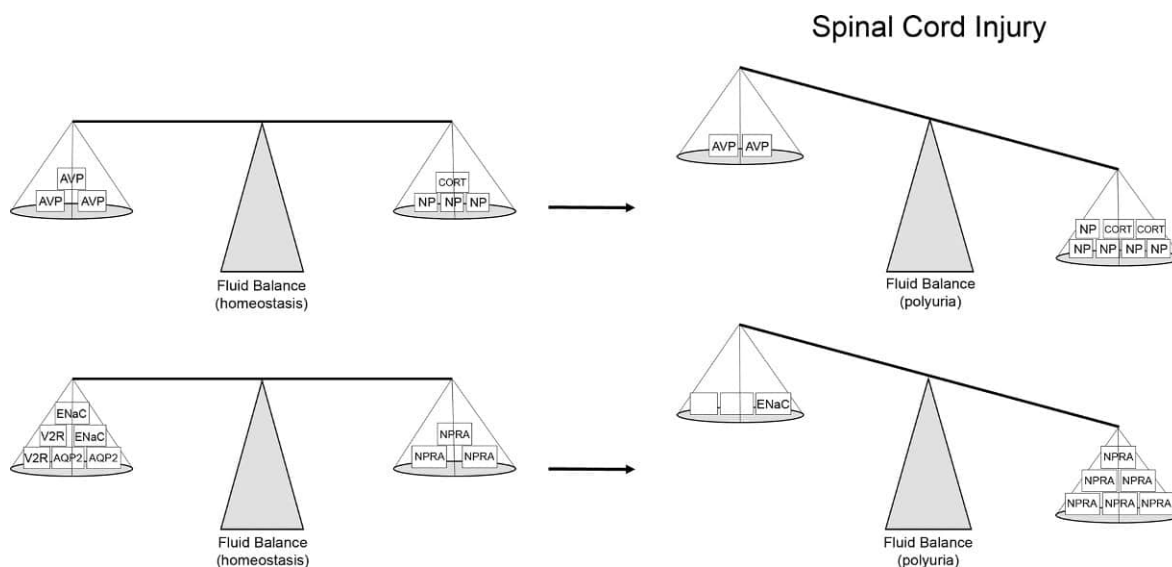 Spinal Cord Injury
AVP
AVP AVP
CORT
NP NP NP
Fluid Balance
(homeostasis)
AVP AVP
NP CORT CORT
NP NP NP NP
Fluid Balance
(polyuria)
ENaC
V2R ENaC
V2R AQP2 AQP2
NPRA
NPRA NPRA
Fluid Balance
(homeostasis)
ENaC
NPRA
NPRA NPRA
NPRA NPRA NPRA
Fluid Balance
(polyuria)